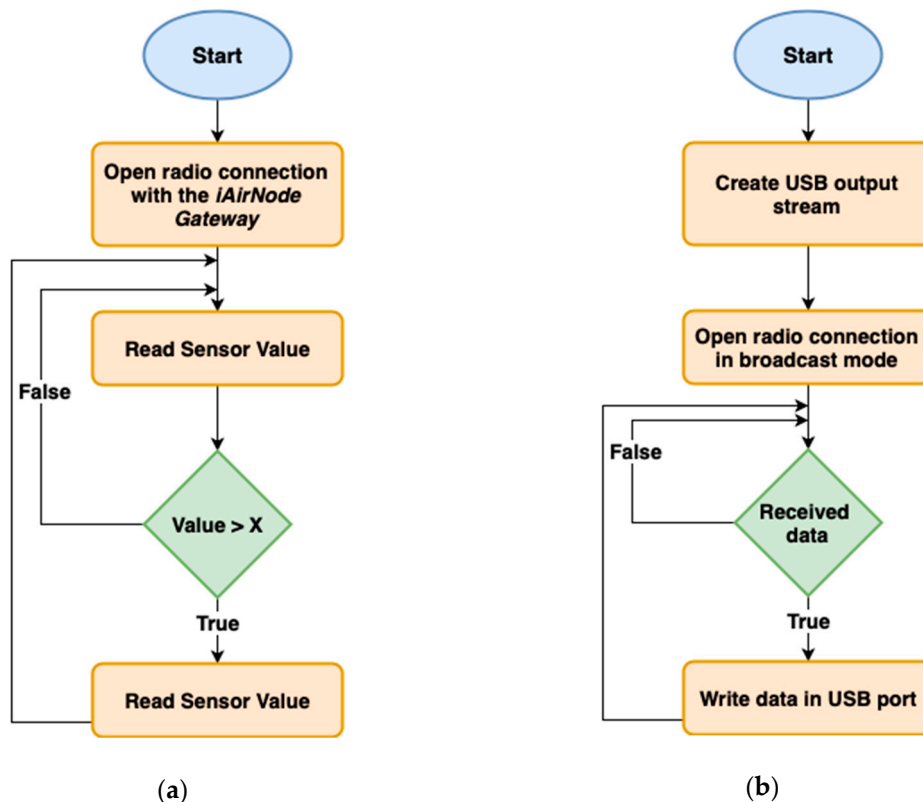 Start
Open radio connection
with the iAirNode
Gateway
Read Sensor Value
False
Value > X
True
Read Sensor Value
(a)
Start
Create USB output
stream
Open radio connection
in broadcast mode
False
Received
data
True
Write data in USB port
(b)